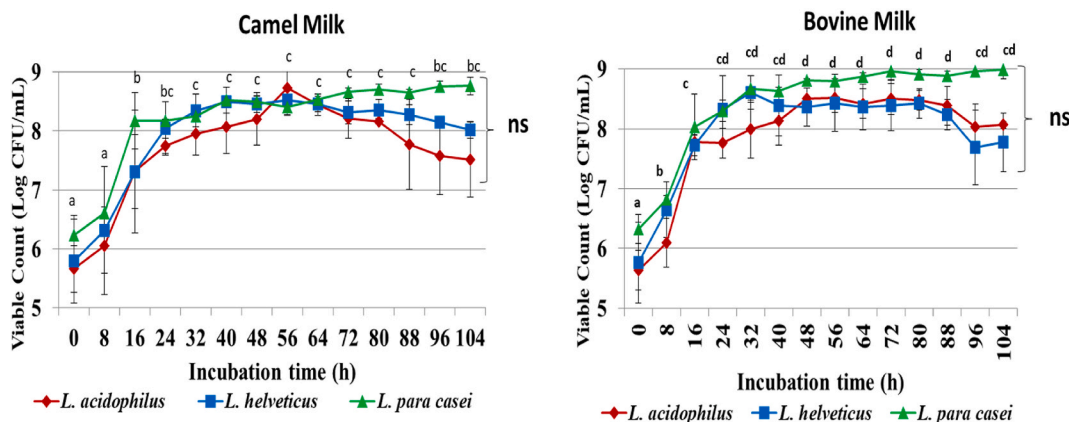 Camel Milk
Viable Count (Log CFU/mL)
9
8
7
6
5
a a b bc c c c c c c c c bc bc
ns
0 8 16 24 32 40 48 56 64 72 80 88 96 104
Incubation time (h)
L. acidophilus L. helveticus L. para casei
Bovine Milk
Viable Count (Log CFU/mL)
9
8
7
6
5
a b c cd cd cd d d d d d d cd cd
ns
0 8 16 24 32 40 48 56 64 72 80 88 96 104
Incubation time (h)
L. acidophilus L. helveticus L. para casei